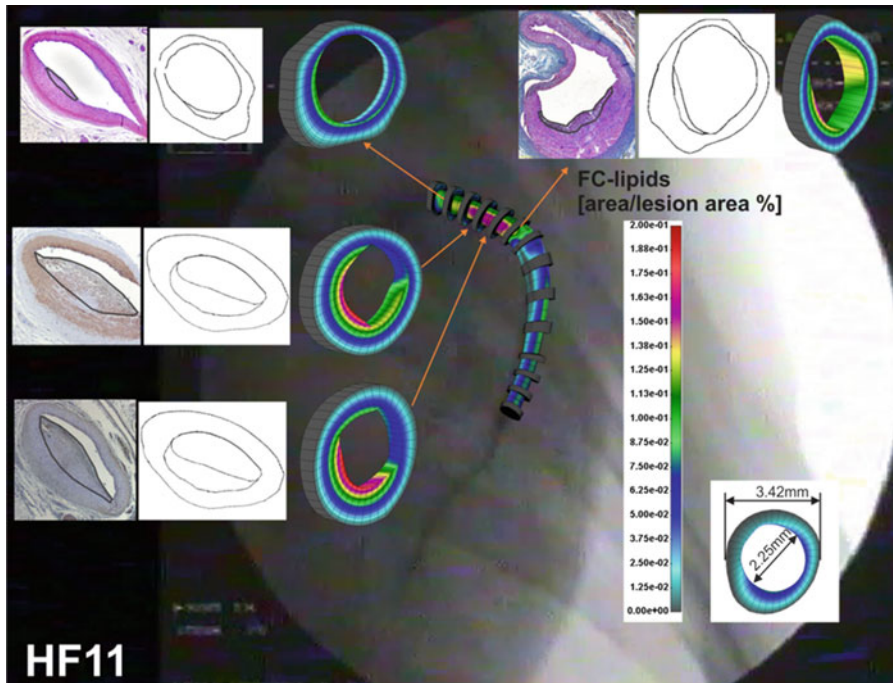 FC-lipids
[area/lesion area %]
2.00e-01
1.88e-01
1.75e-01
1.63e-01
1.50e-01
1.38e-01
1.25e-01
1.13e-01
1.00e-01
8.75e-02
7.50e-02
6.25e-02
5.00e-02
3.75e-02
2.50e-02
1.25e-02
0.00e+00
3.42mm
2.25mm
HF11